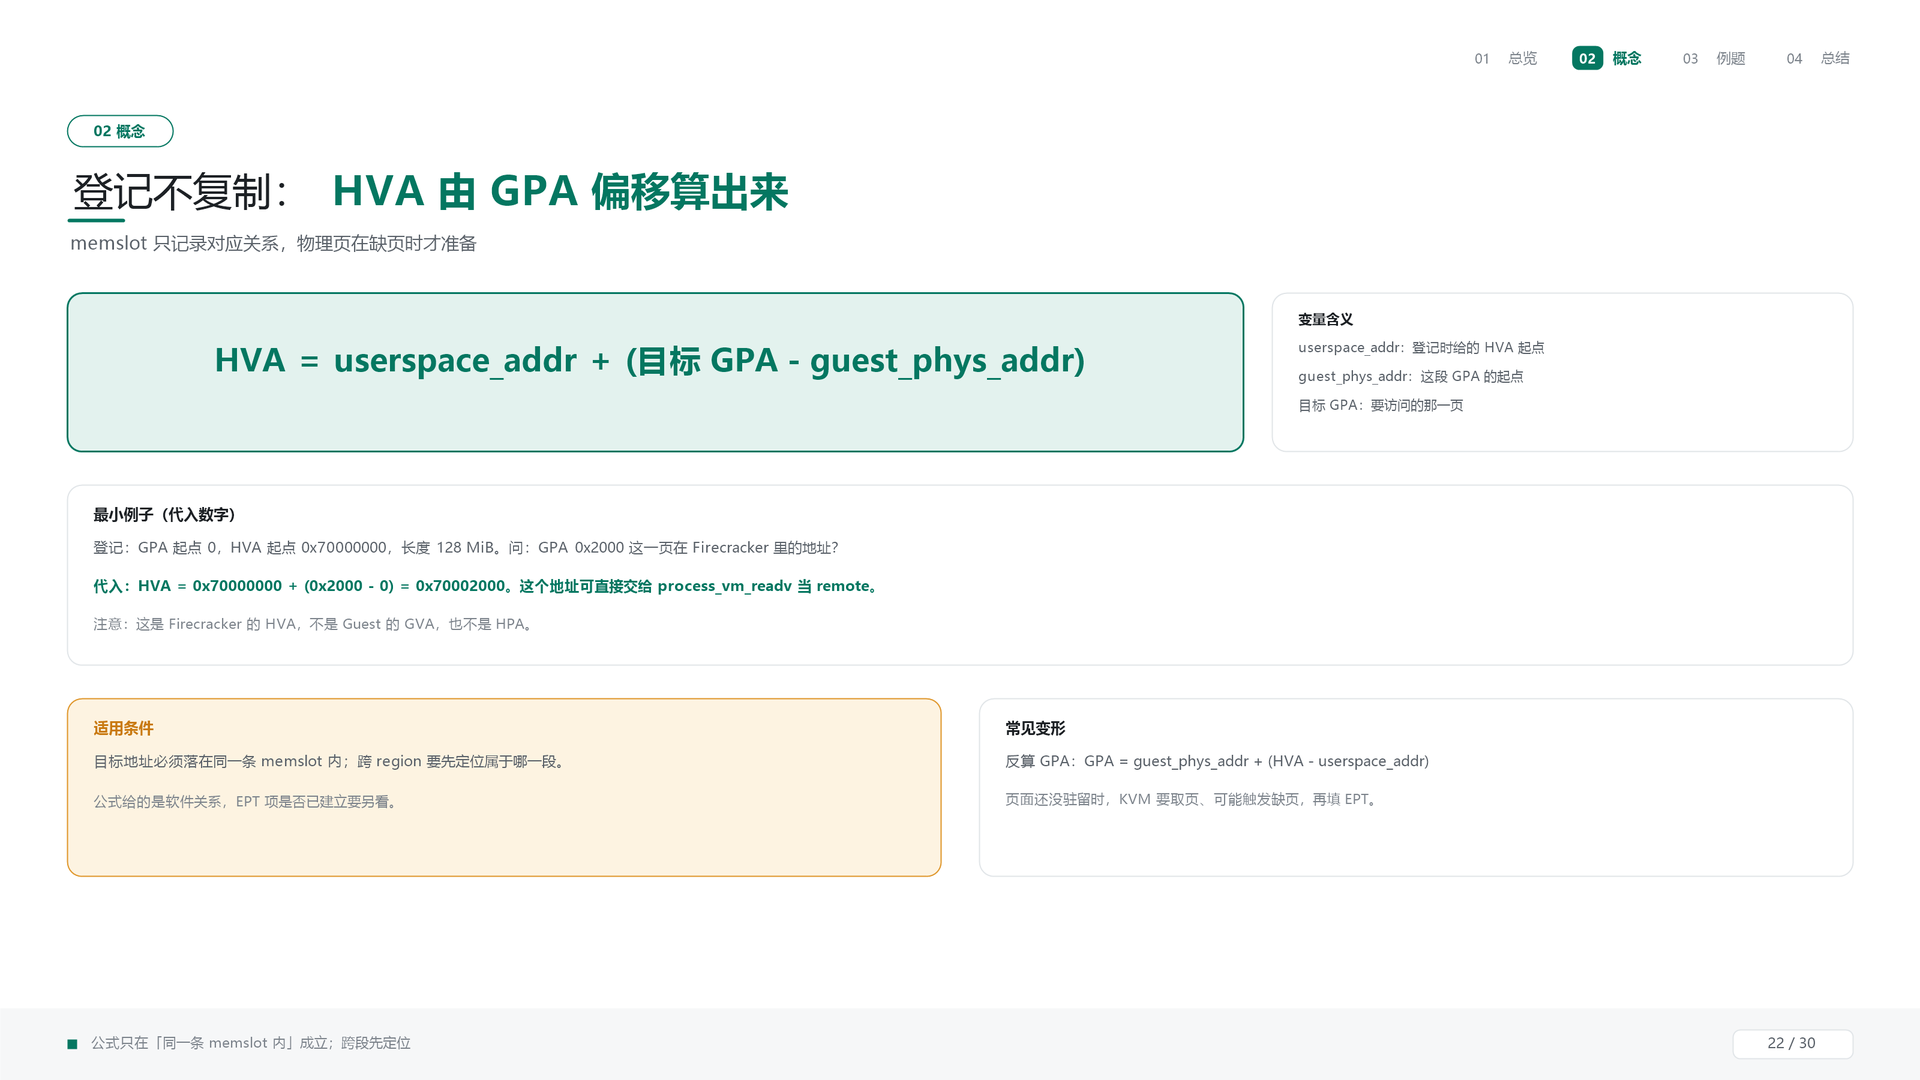 01 总览 02 概念 03 例题 04 总结
02 概念
登记不复制： HVA 由 GPA 偏移算出来
memslot 只记录对应关系，物理页在缺页时才准备
HVA = userspace_addr + (目标 GPA - guest_phys_addr)
变量含义
userspace_addr：登记时给的 HVA 起点
guest_phys_addr：这段 GPA 的起点
目标 GPA：要访问的那一页
最小例子（代入数字）
登记：GPA 起点 0，HVA 起点 0x70000000，长度 128 MiB。问：GPA 0x2000 这一页在 Firecracker 里的地址？
代入：HVA = 0x70000000 + (0x2000 - 0) = 0x70002000。这个地址可直接交给 process_vm_readv 当 remote。
注意：这是 Firecracker 的 HVA，不是 Guest 的 GVA，也不是 HPA。
适用条件
目标地址必须落在同一条 memslot 内；跨 region 要先定位属于哪一段。
公式给的是软件关系，EPT 项是否已建立要另看。
常见变形
反算 GPA：GPA = guest_phys_addr + (HVA - userspace_addr)
页面还没驻留时，KVM 要取页、可能触发缺页，再填 EPT。
公式只在「同一条 memslot 内」成立；跨段先定位
22 / 30